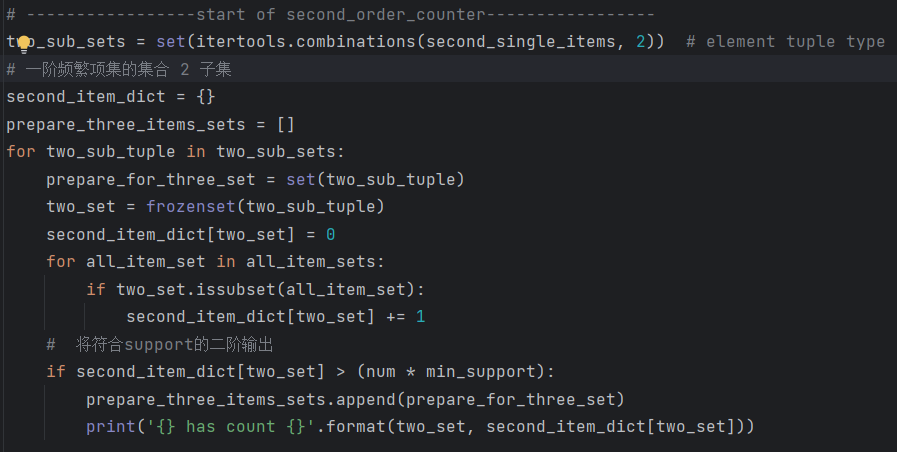 # -----------------start of second_order_counter-----------------
two_sub_sets = set(itertools.combinations(second_single_items, 2))  # element tuple type
# 一阶频繁项集的集合 2 子集
second_item_dict = {}
prepare_three_items_sets = []
for two_sub_tuple in two_sub_sets:
    prepare_for_three_set = set(two_sub_tuple)
    two_set = frozenset(two_sub_tuple)
    second_item_dict[two_set] = 0
    for all_item_set in all_item_sets:
        if two_set.issubset(all_item_set):
            second_item_dict[two_set] += 1
    #  将符合support的二阶输出
    if second_item_dict[two_set] > (num * min_support):
        prepare_three_items_sets.append(prepare_for_three_set)
        print('{} has count {}'.format(two_set, second_item_dict[two_set]))